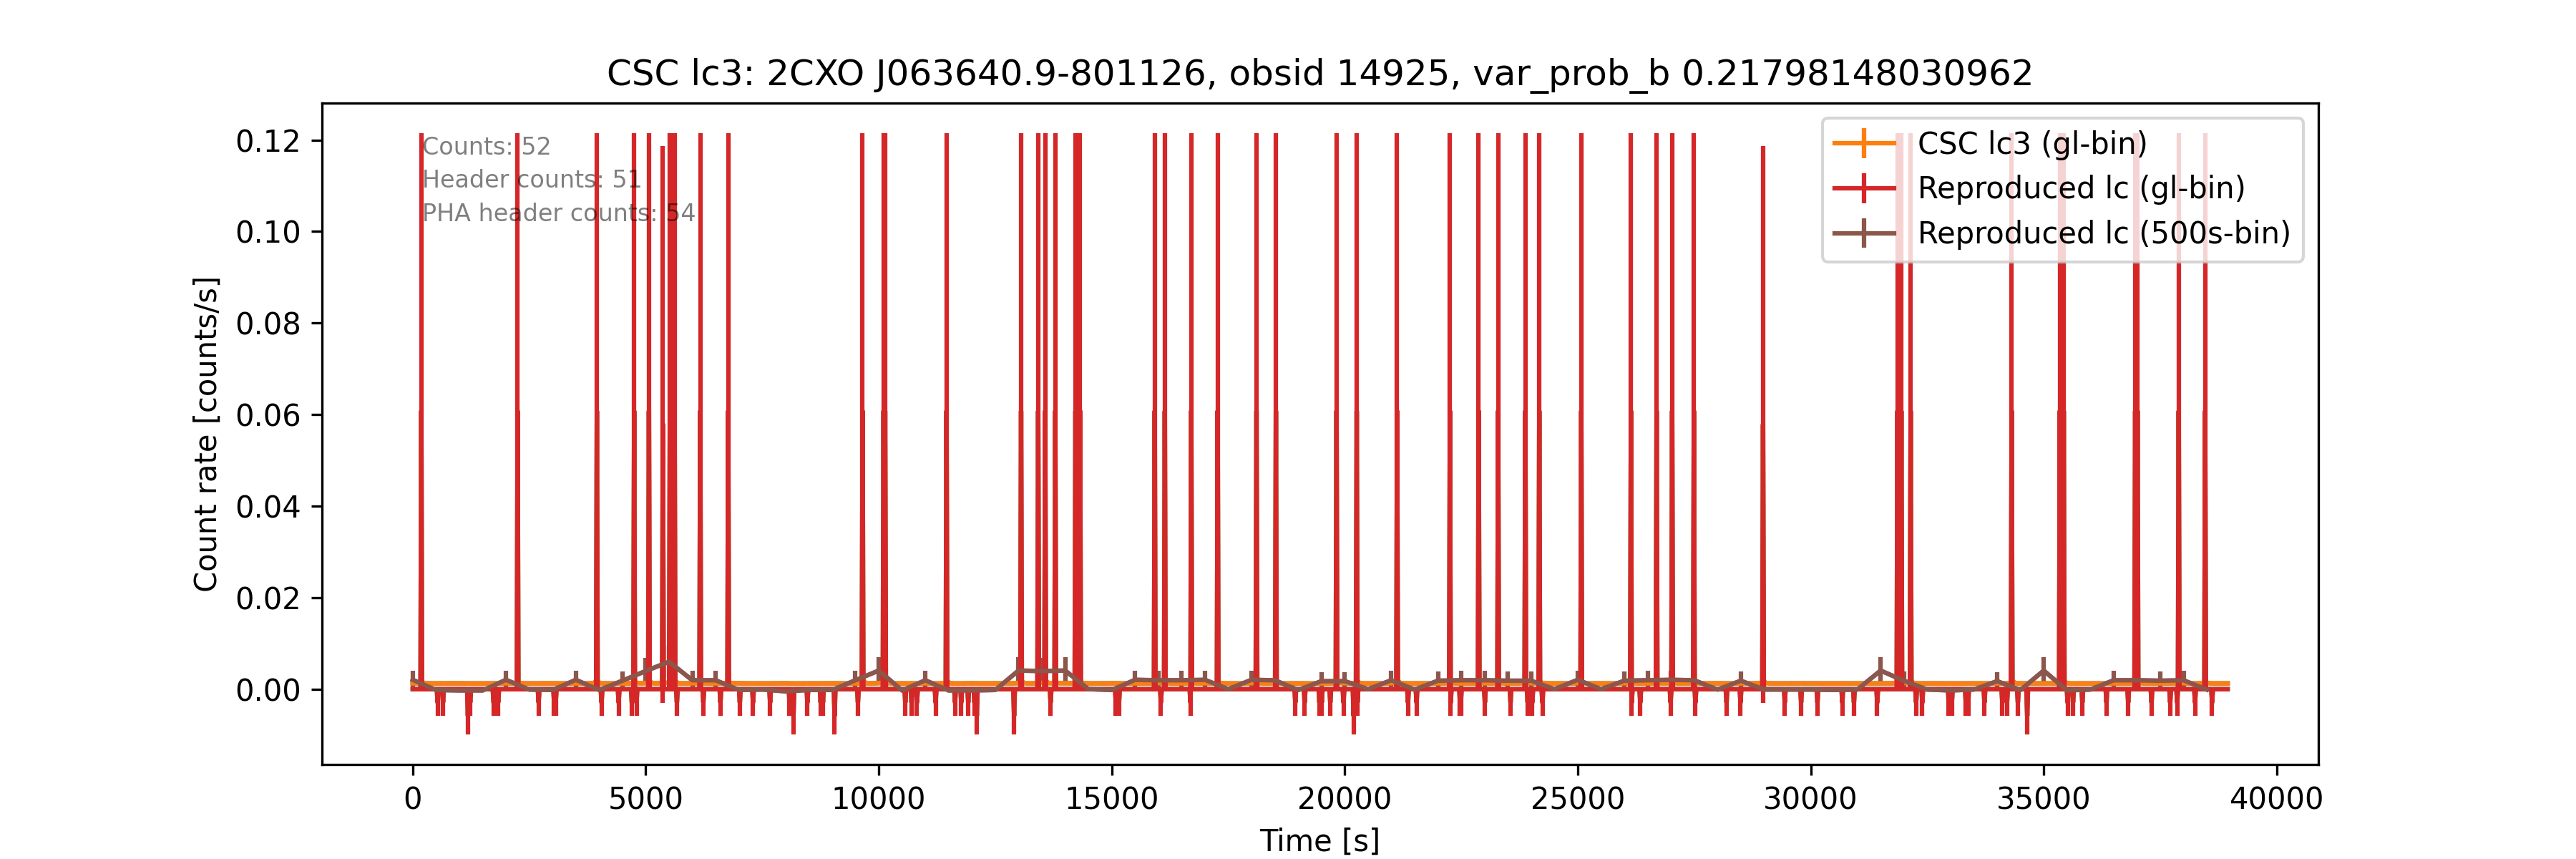 CSC lc3: 2CXO J063640.9-801126, obsid 14925, var_prob_b 0.21798148030962
Counts: 52
Header counts: 51
PHA header counts: 54
CSC lc3 (gl-bin)
Reproduced lc (gl-bin)
Reproduced lc (500s-bin)
Count rate [counts/s]
0.12
0.10
0.08
0.06
0.04
0.02
0.00
0 5000 10000 15000 20000 25000 30000 35000 40000
Time [s]